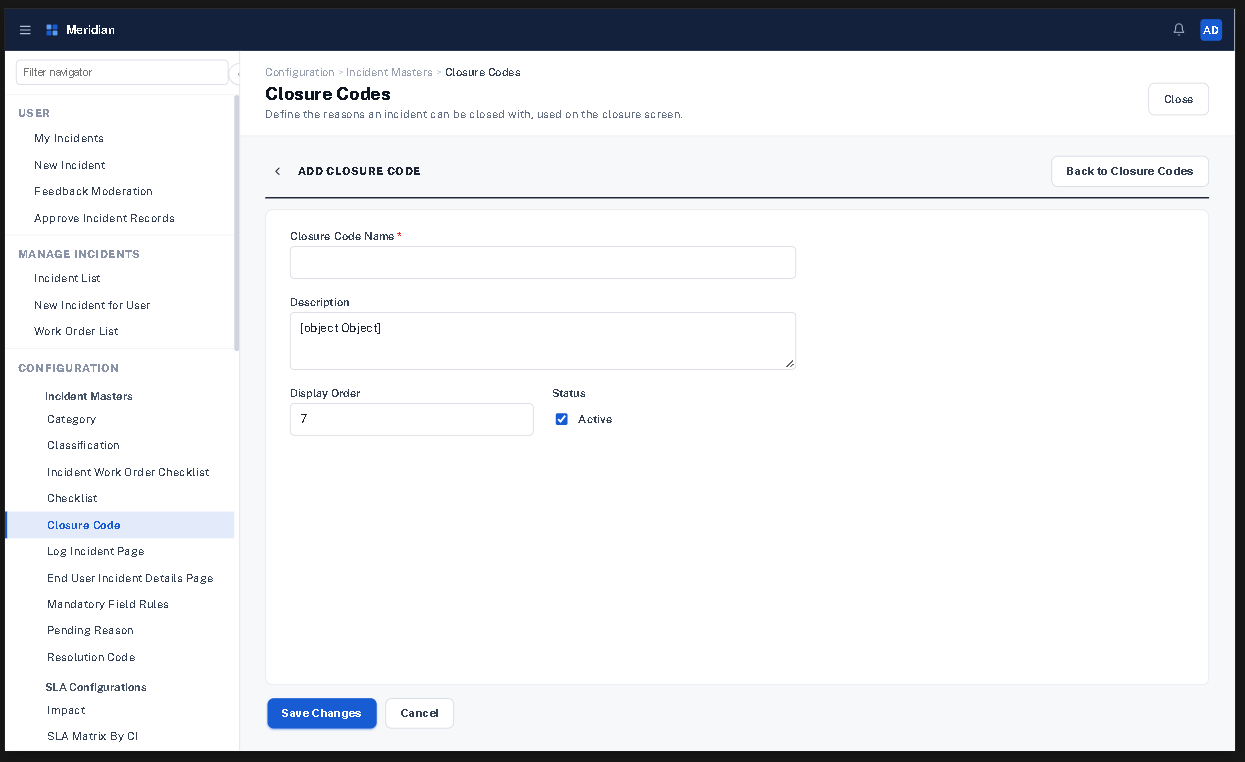 Meridian
AD
Filter navigator
Configuration > Incident Masters > Closure Codes
Closure Codes
Define the reasons an incident can be closed with, used on the closure screen.
Close
USER
My Incidents
New Incident
Feedback Moderation
Approve Incident Records
MANAGE INCIDENTS
Incident List
New Incident for User
Work Order List
CONFIGURATION
Incident Masters
Category
Classification
Incident Work Order Checklist
Checklist
Closure Code
Log Incident Page
End User Incident Details Page
Mandatory Field Rules
Pending Reason
Resolution Code
SLA Configurations
Impact
SLA Matrix By CI
ADD CLOSURE CODE
Back to Closure Codes
Closure Code Name *
Description
[object Object]
Display Order
Status
7
Active
Save Changes
Cancel